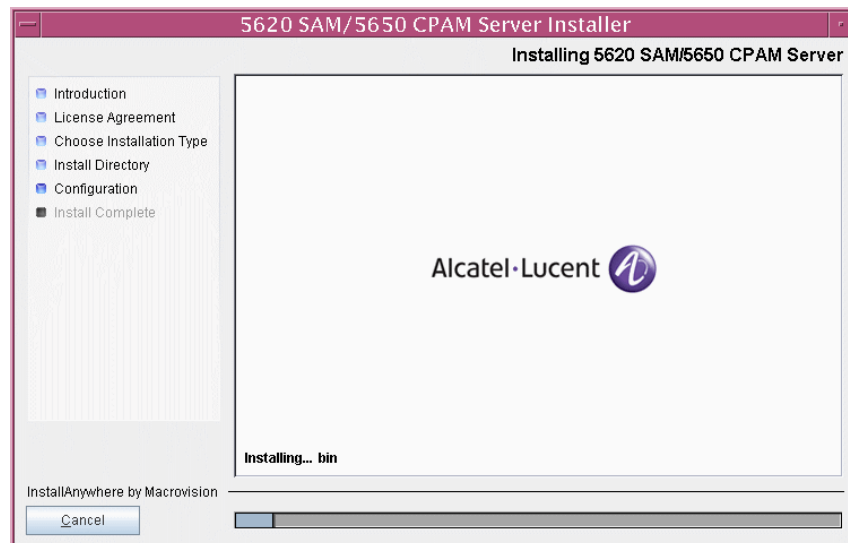 5620 SAM/5650 CPAM Server Installer
Installing 5620 SAM/5650 CPAM Server
Introduction
License Agreement
Choose Installation Type
Install Directory
Configuration
Install Complete
Alcatel·Lucent
Installing... bin
InstallAnywhere by Macrovision
Cancel